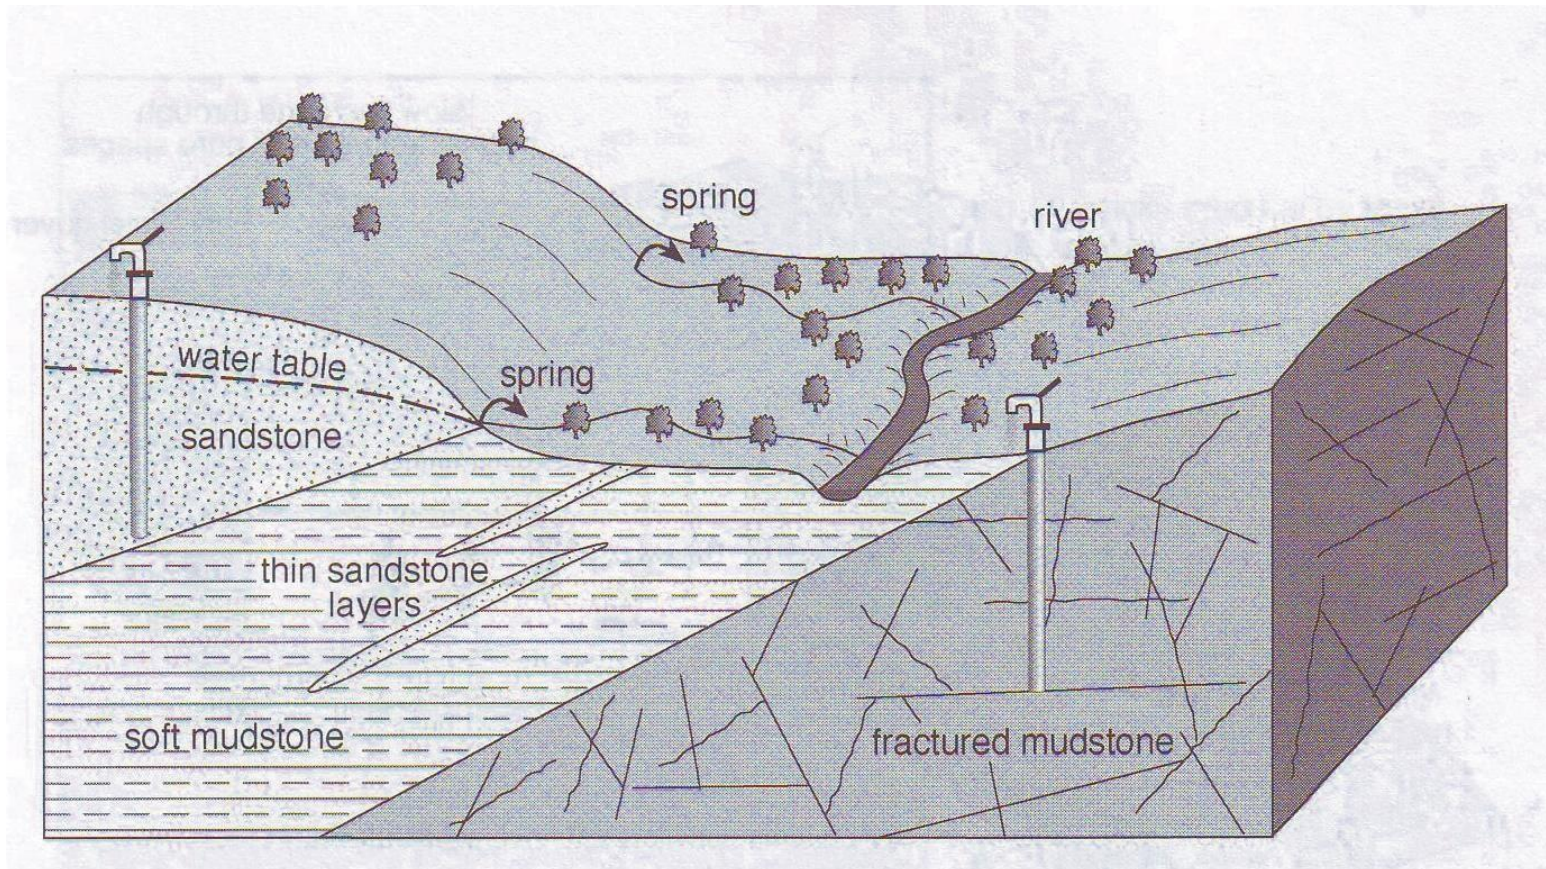 spring
river
water table
spring
sandstone
thin sandstone
layers
soft mudstone
fractured mudstone